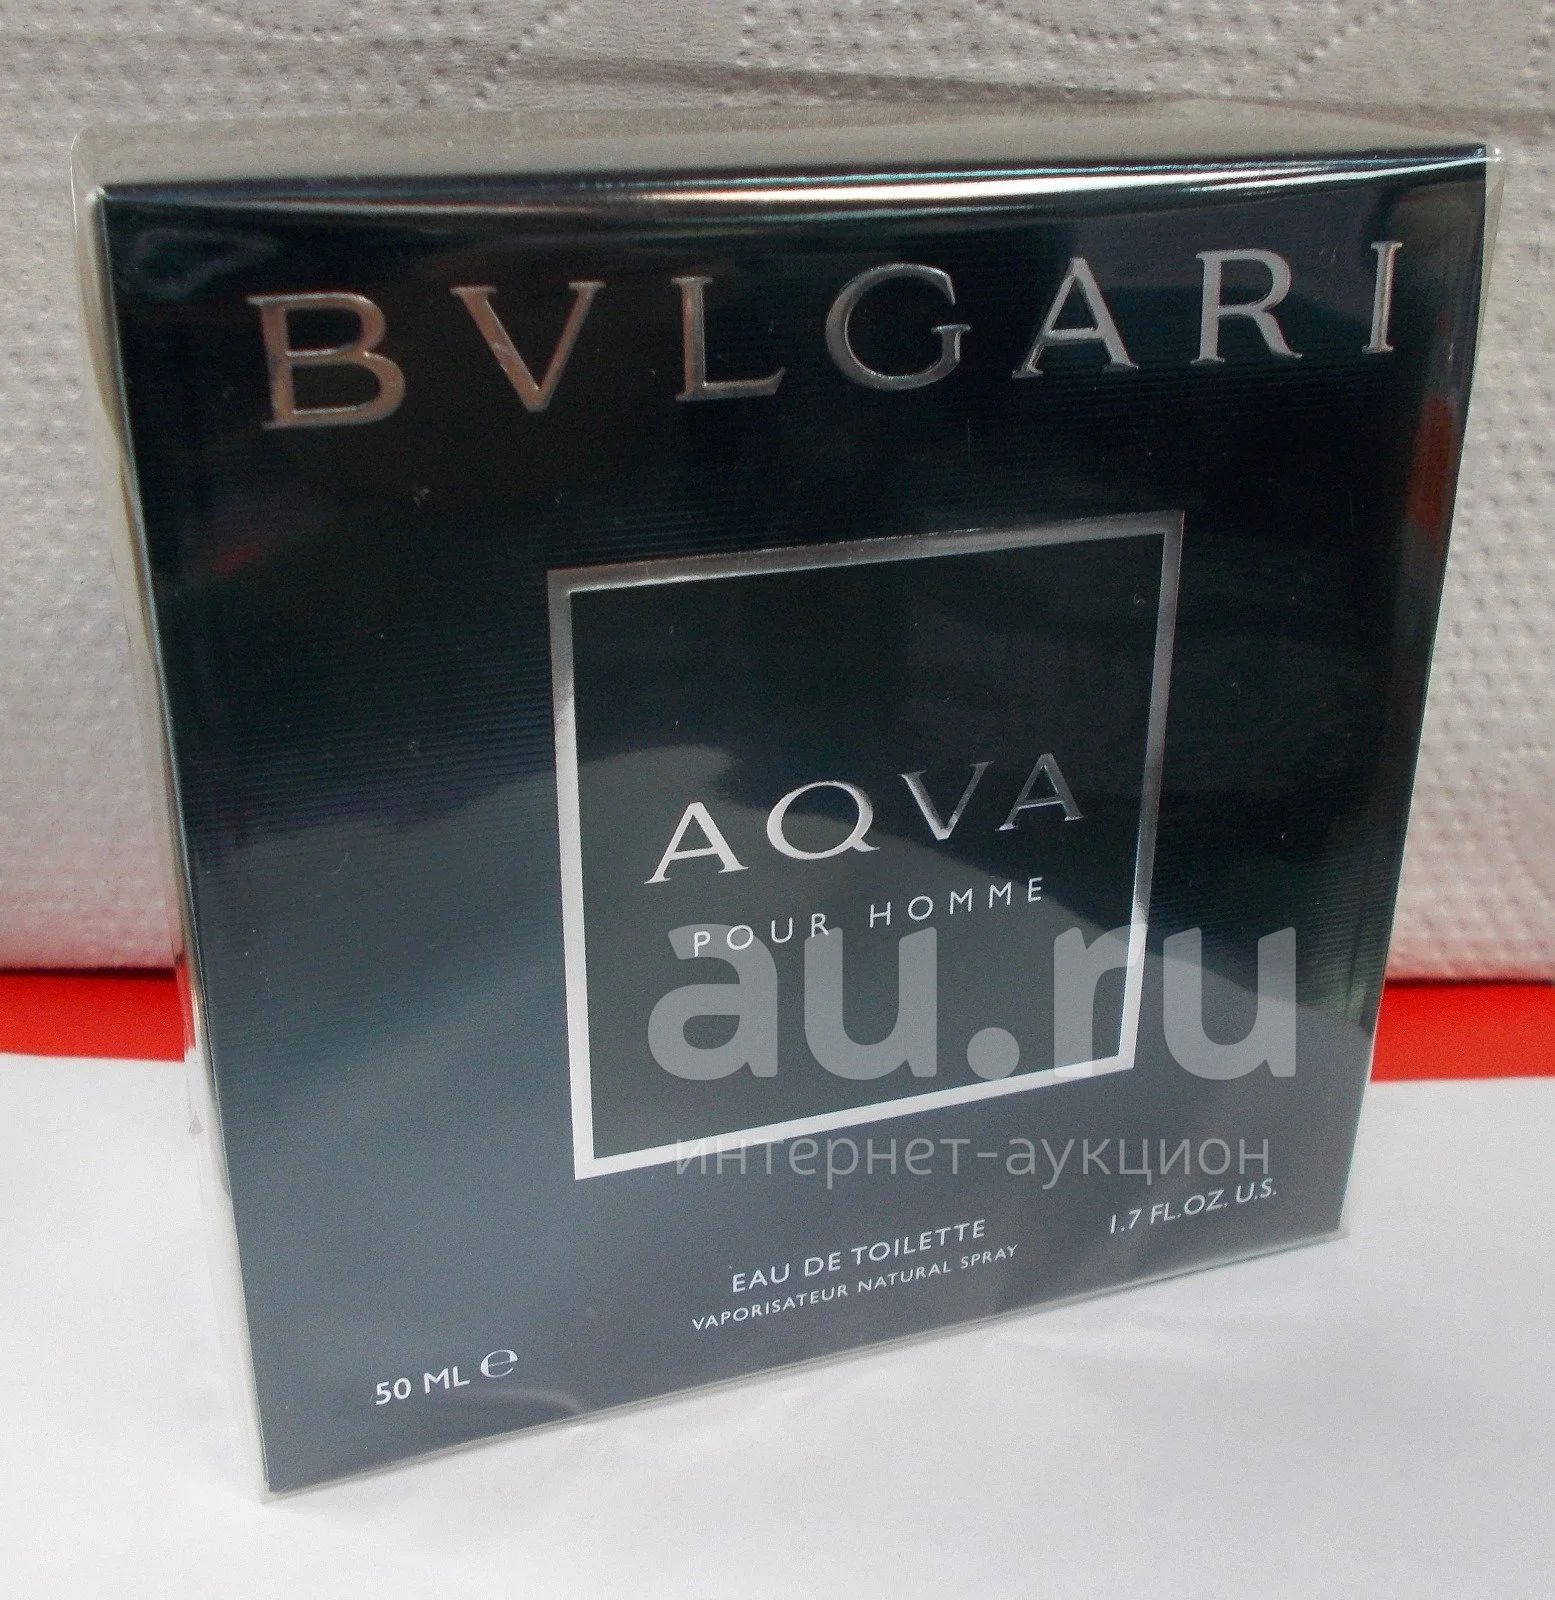 BVLGARI
AQVA
POUR HOMME
au.ru
интернет-аукцион
EAU DE TOILETTE
VAPORISATEUR NATURAL SPRAY
1.7 FL.OZ. U.S.
50 ML ℮